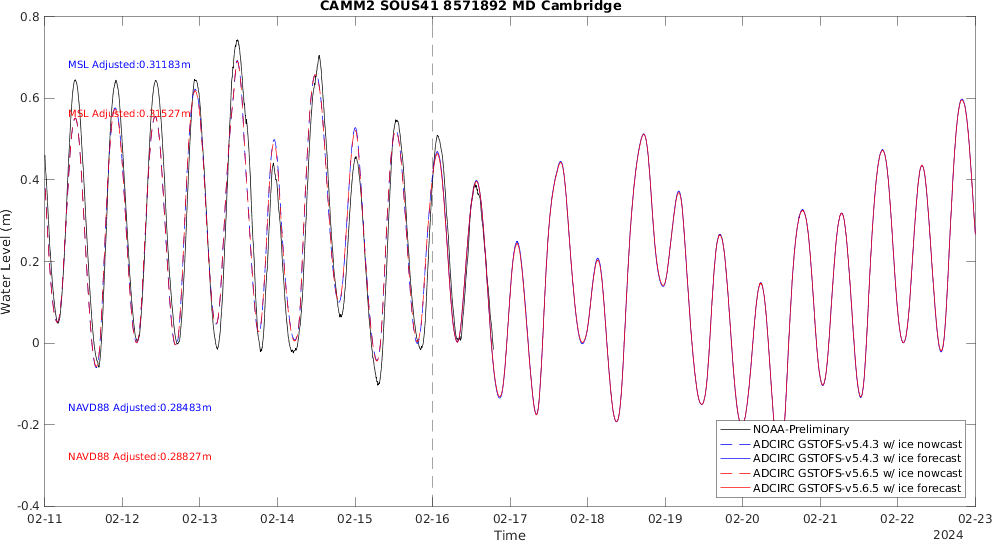 CAMM2 SOUS41 8571892 MD Cambridge
0.8
0.6
0.4
0.2
0
-0.2
-0.4
Water Level (m)
MSL Adjusted:0.31183m
MSL Adjusted:0.31527m
NAVD88 Adjusted:0.28483m
NAVD88 Adjusted:0.28827m
NOAA-Preliminary
ADCIRC GSTOFS-v5.4.3 w/ ice nowcast
ADCIRC GSTOFS-v5.4.3 w/ ice forecast
ADCIRC GSTOFS-v5.6.5 w/ ice nowcast
ADCIRC GSTOFS-v5.6.5 w/ ice forecast
02-11 02-12 02-13 02-14 02-15 02-16 02-17 02-18 02-19 02-20 02-21 02-22 02-23
Time
2024